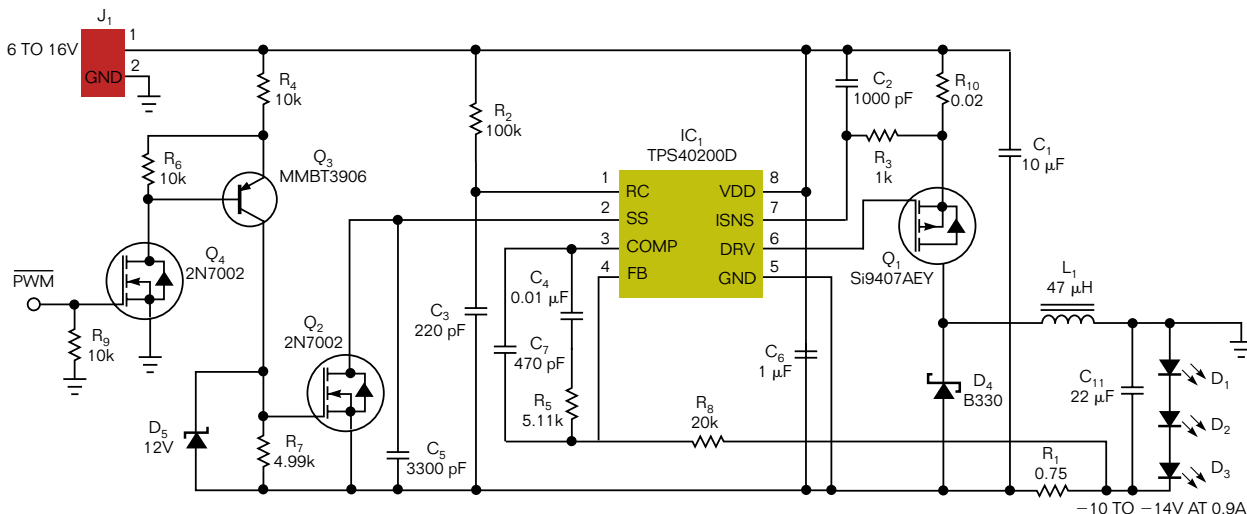 J1
6 TO 16V
1
2
GND
R4
10k
R6
10k
Q3
MMBT3906
Q4
2N7002
PWM
R9
10k
D5
12V
R7
4.99k
Q2
2N7002
C5
3300 pF
R2
100k
C3
220 pF
C4
0.01 µF
C7
470 pF
R5
5.11k
R8
20k
IC1
TPS40200D
1 RC VDD 8
2 SS ISNS 7
3 COMP DRV 6
4 FB GND 5
C6
1 µF
C2
1000 pF
R3
1k
R10
0.02
C1
10 µF
Q1
Si9407AEY
L1
47 µH
D4
B330
C11
22 µF
D1
D2
D3
R1
0.75
−10 TO −14V AT 0.9A